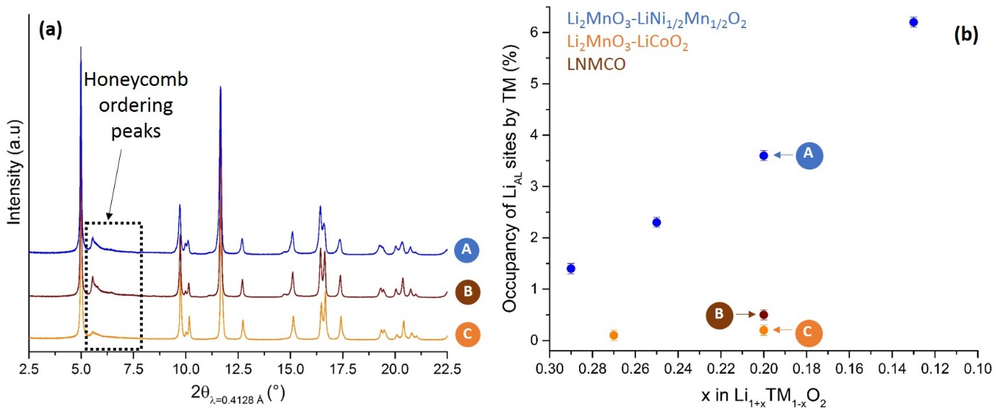 (a)
Honeycomb
ordering
peaks
Intensity (a.u)
A
B
C
2.5 5.0 7.5 10.0 12.5 15.0 17.5 20.0 22.5
2θλ=0.4128 Å (°)
Li2MnO3-LiNi1/2Mn1/2O2
Li2MnO3-LiCoO2
LNMCO
(b)
Occupancy of LiAL sites by TM (%)
6
5
4
3
2
1
0
A
B
C
0.30 0.28 0.26 0.24 0.22 0.20 0.18 0.16 0.14 0.12 0.10
x in Li1+xTM1-xO2